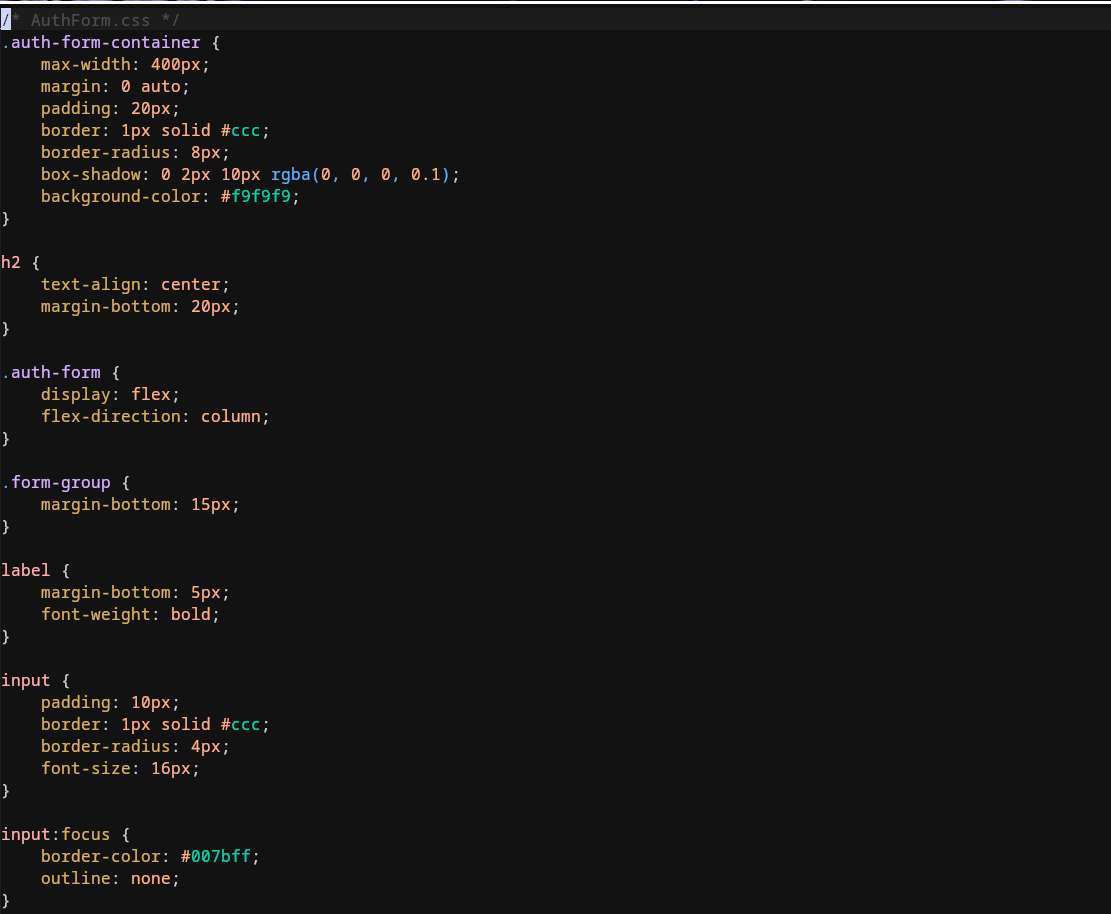 /* AuthForm.css */
.auth-form-container {
    max-width: 400px;
    margin: 0 auto;
    padding: 20px;
    border: 1px solid #ccc;
    border-radius: 8px;
    box-shadow: 0 2px 10px rgba(0, 0, 0, 0.1);
    background-color: #f9f9f9;
}

h2 {
    text-align: center;
    margin-bottom: 20px;
}

.auth-form {
    display: flex;
    flex-direction: column;
}

.form-group {
    margin-bottom: 15px;
}

label {
    margin-bottom: 5px;
    font-weight: bold;
}

input {
    padding: 10px;
    border: 1px solid #ccc;
    border-radius: 4px;
    font-size: 16px;
}

input:focus {
    border-color: #007bff;
    outline: none;
}